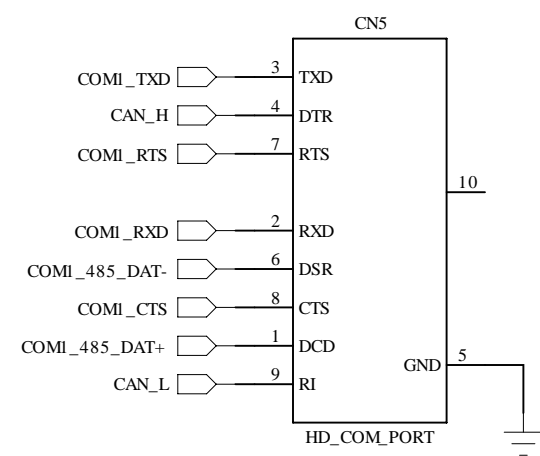 CN5
COM1_TXD 3 TXD
CAN_H 4 DTR
COM1_RTS 7 RTS
10
COM1_RXD 2 RXD
COM1_485_DAT- 6 DSR
COM1_CTS 8 CTS
COM1_485_DAT+ 1 DCD
GND 5
CAN_L 9 RI
HD_COM_PORT